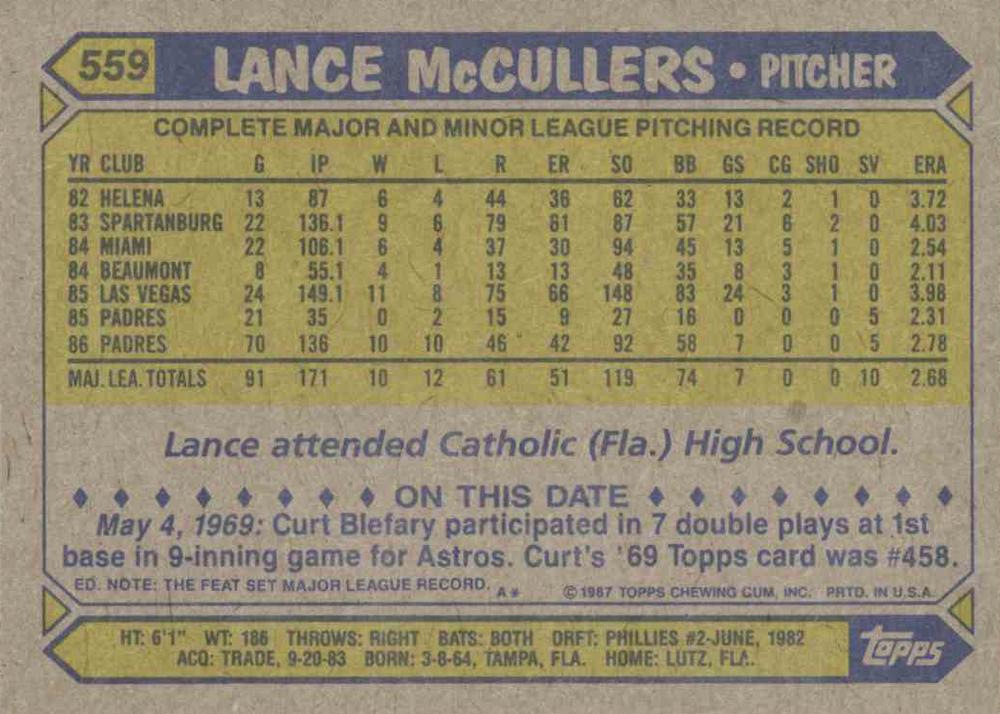 559 LANCE McCULLERS • PITCHER
COMPLETE MAJOR AND MINOR LEAGUE PITCHING RECORD
YR CLUB G IP W L R ER SO BB GS CG SHO SV ERA
82 HELENA 13 87 6 4 44 36 62 33 13 2 1 0 3.72
83 SPARTANBURG 22 136.1 9 6 79 61 87 57 21 6 2 0 4.03
84 MIAMI 22 106.1 6 4 37 30 94 45 13 5 1 0 2.54
84 BEAUMONT 8 55.1 4 1 13 13 48 35 8 3 1 0 2.11
85 LAS VEGAS 24 149.1 11 8 75 66 148 83 24 3 1 0 3.98
85 PADRES 21 35 0 2 15 9 27 16 0 0 0 5 2.31
86 PADRES 70 136 10 10 46 42 92 58 7 0 0 5 2.78
MAJ. LEA. TOTALS 91 171 10 12 61 51 119 74 7 0 0 10 2.68
Lance attended Catholic (Fla.) High School.
ON THIS DATE
May 4, 1969: Curt Blefary participated in 7 double plays at 1st
base in 9-inning game for Astros. Curt's '69 Topps card was #458.
ED. NOTE: THE FEAT SET MAJOR LEAGUE RECORD. A* ©1987 TOPPS CHEWING GUM, INC. PRTD. IN U.S.A.
HT: 6'1" WT: 186 THROWS: RIGHT BATS: BOTH DRFT: PHILLIES #2-JUNE, 1982
ACQ: TRADE, 9-20-83 BORN: 3-8-64, TAMPA, FLA. HOME: LUTZ, FLA.
topps